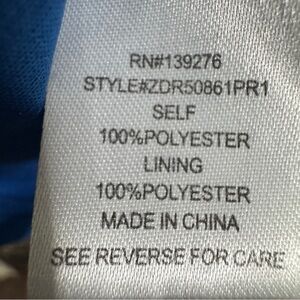 RN#139276
STYLE#ZDR50861PR1
SELF
100%POLYESTER
LINING
100%POLYESTER
MADE IN CHINA
SEE REVERSE FOR CARE